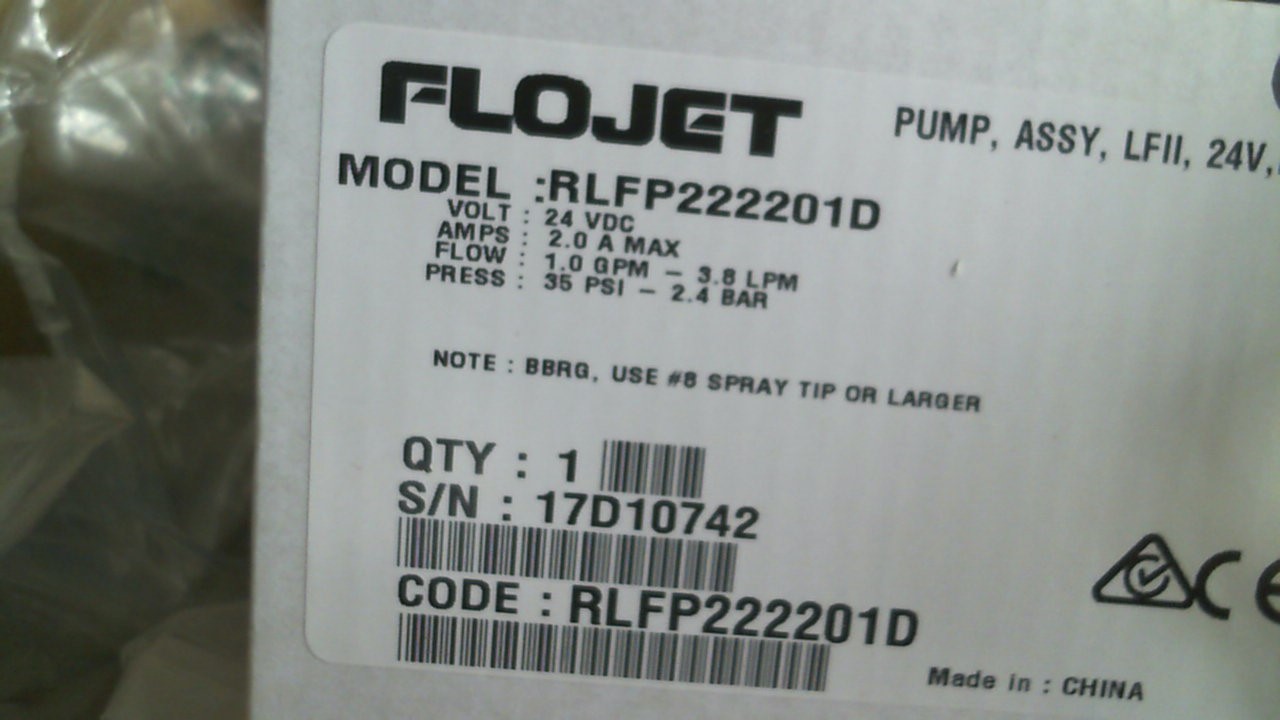 FLOJET
PUMP, ASSY, LFII, 24V,
MODEL :RLFP222201D
VOLT : 24 VDC
AMPS : 2.0 A MAX
FLOW : 1.0 GPM - 3.8 LPM
PRESS : 35 PSI - 2.4 BAR
NOTE : BBRG, USE #8 SPRAY TIP OR LARGER
QTY : 1
S/N : 17D10742
CODE : RLFP222201D
CE
Made in : CHINA